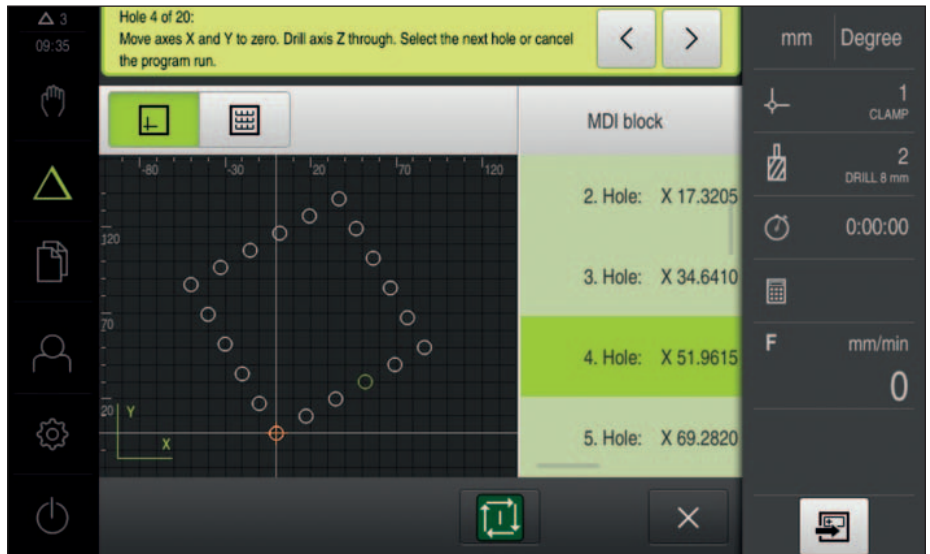 3
09:35
Hole 4 of 20:
Move axes X and Y to zero. Drill axis Z through. Select the next hole or cancel
the program run.
mm Degree
MDI block
-80 -30 20 70 120
120
70
20
Y
X
2. Hole: X 17.3205
3. Hole: X 34.6410
4. Hole: X 51.9615
5. Hole: X 69.2820
1
CLAMP
2
DRILL 8 mm
0:00:00
F mm/min
0